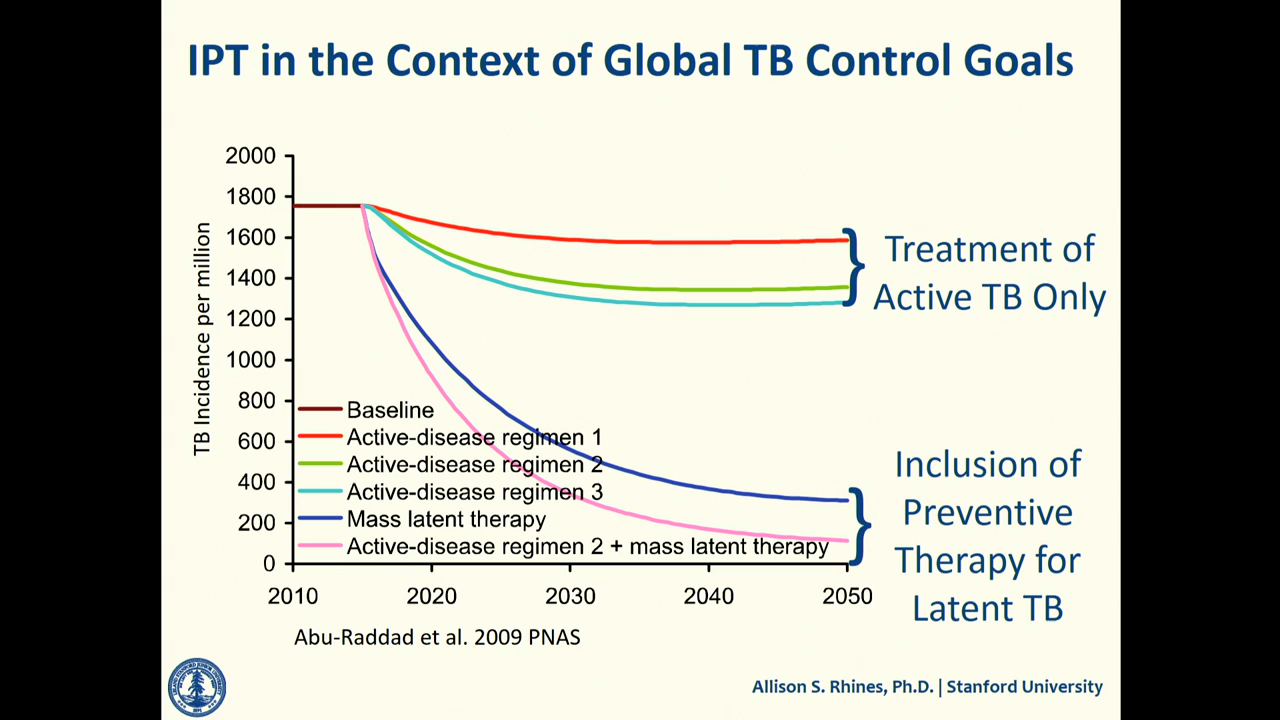 IPT in the Context of Global TB Control Goals
TB Incidence per million
2000
1800
1600
1400
1200
1000
800
600
400
200
0
2010
2020
2030
2040
2050
Baseline
Active-disease regimen 1
Active-disease regimen 2
Active-disease regimen 3
Mass latent therapy
Active-disease regimen 2 + mass latent therapy
Treatment of
Active TB Only
Inclusion of
Preventive
Therapy for
Latent TB
Abu-Raddad et al. 2009 PNAS
Allison S. Rhines, Ph.D. | Stanford University